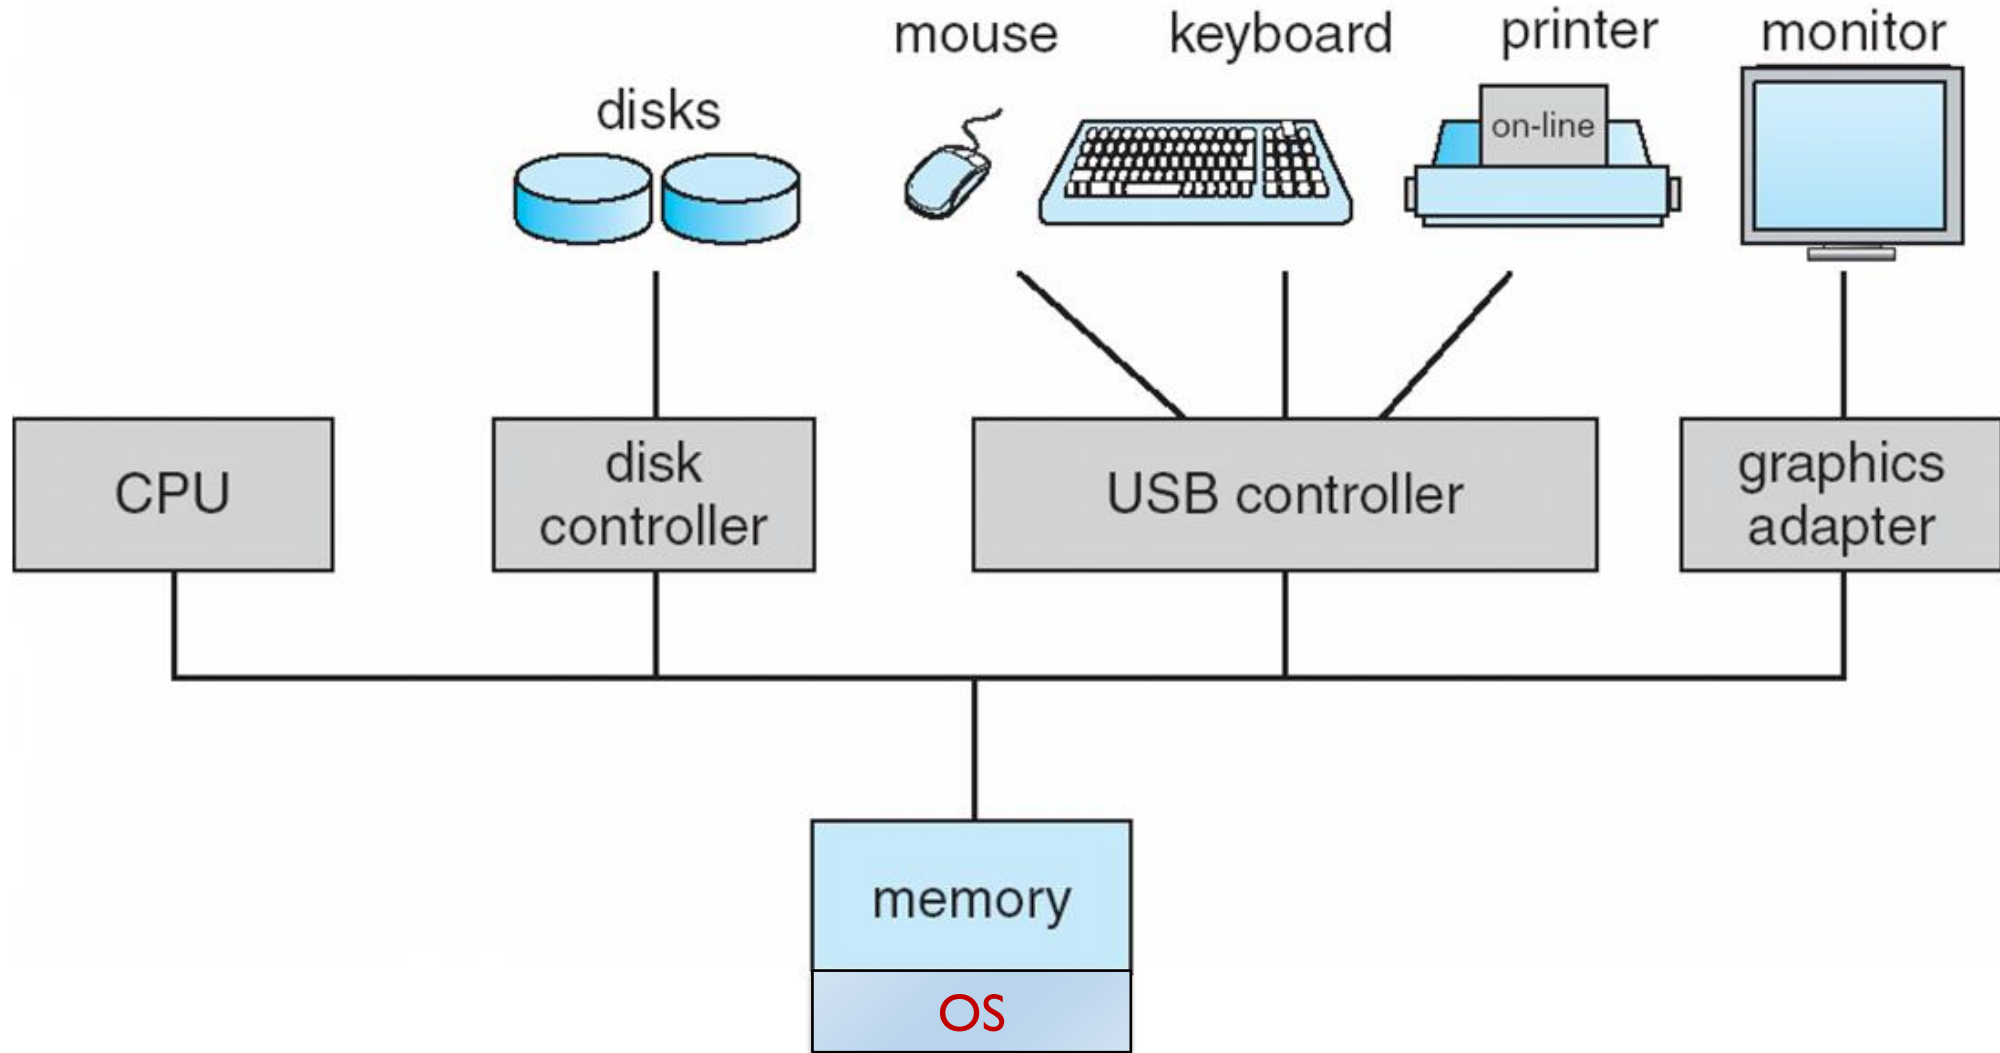 mouse
keyboard
printer
monitor
disks
on-line
CPU
disk
controller
USB controller
graphics
adapter
memory
OS